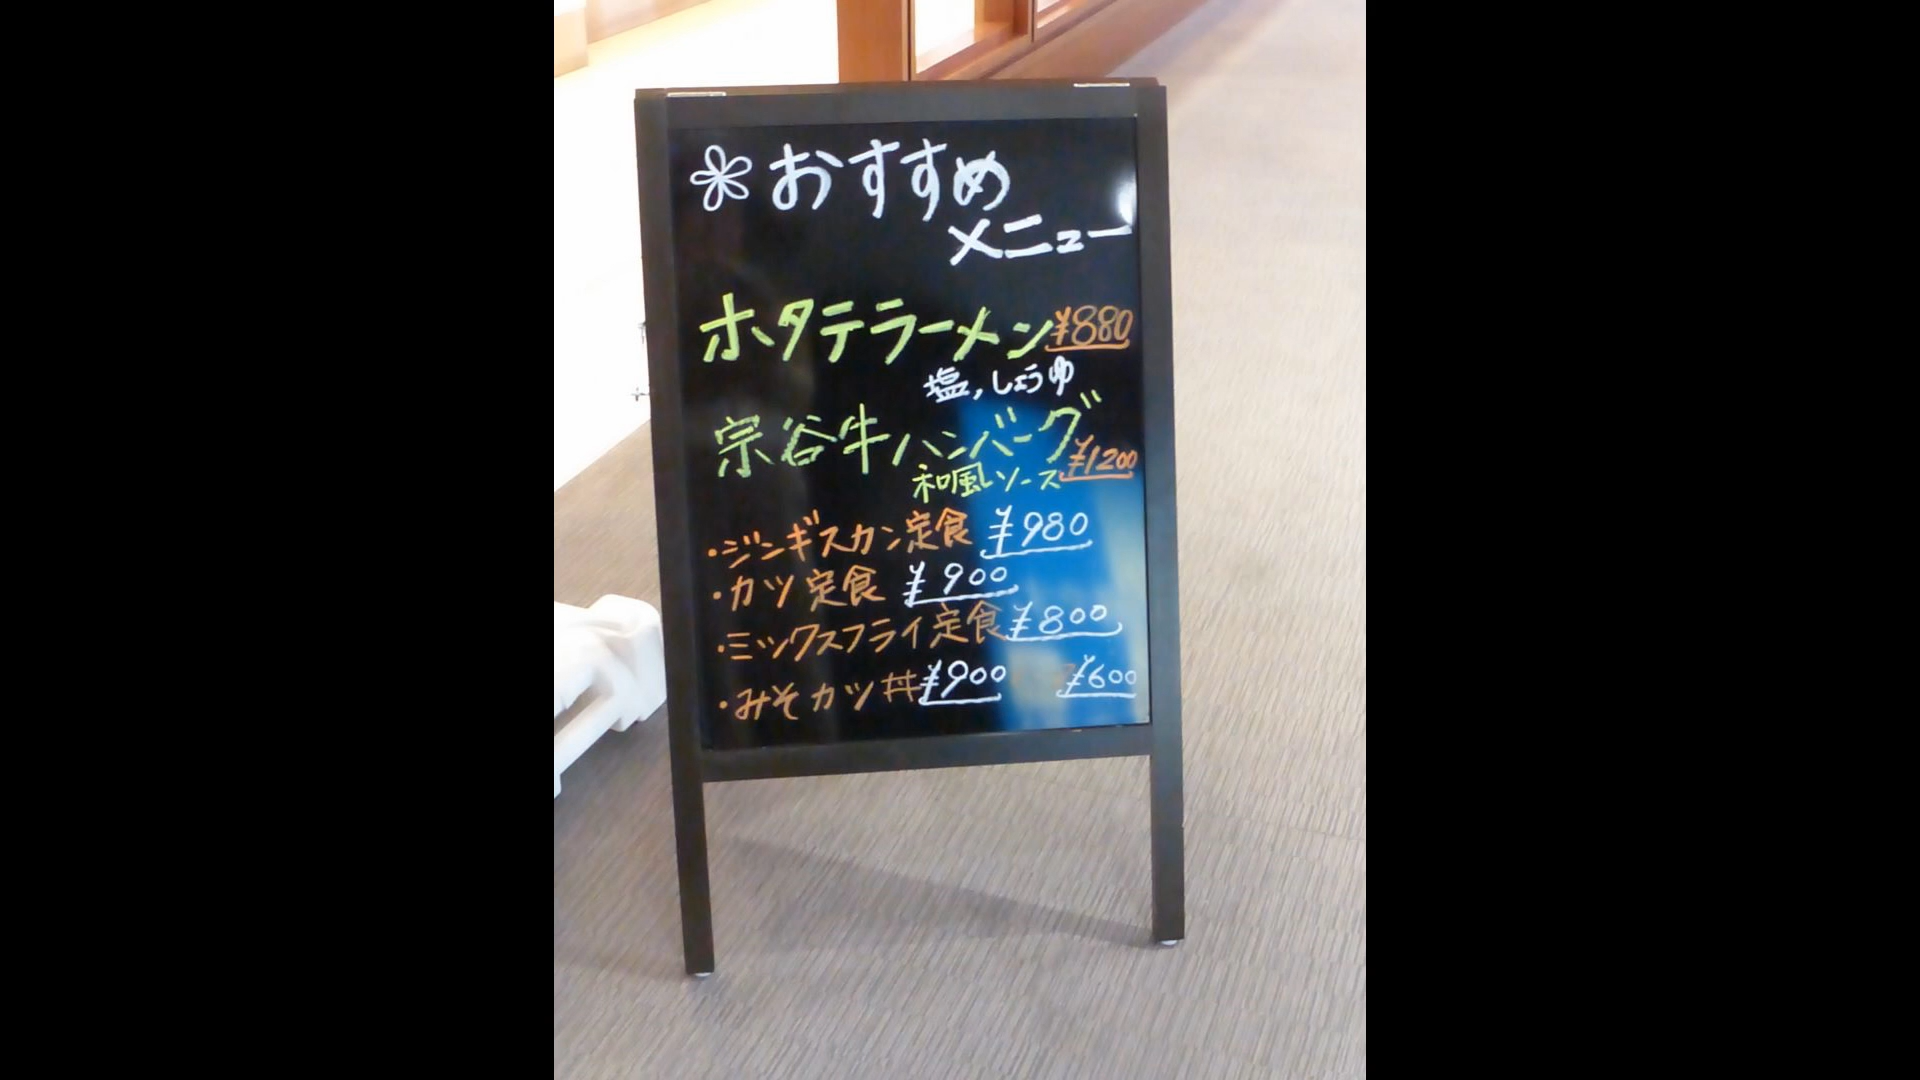 おすすめ
メニュー
ホタテラーメン ¥880
塩,しょうゆ
宗谷牛ハンバーグ
和風ソース ¥1200
・ジンギスカン定食 ¥980
・カツ定食 ¥900
・ミックスフライ定食 ¥800
・みそカツ丼 ¥900 ¥600